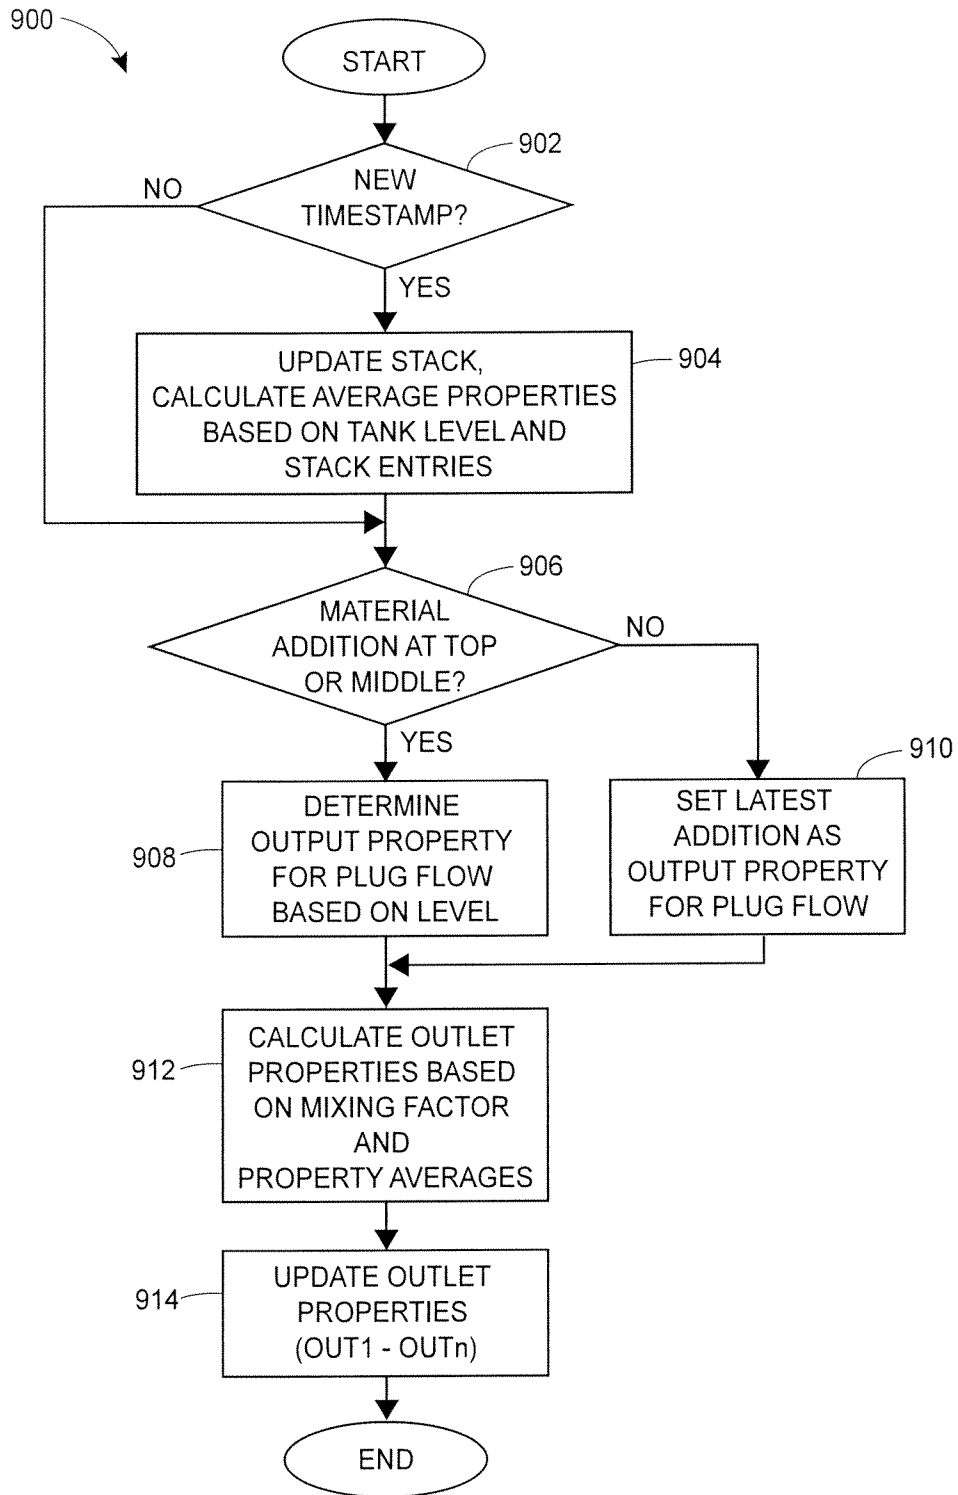 900
START
902
NEW
TIMESTAMP?
NO
YES
904
UPDATE STACK,
CALCULATE AVERAGE PROPERTIES
BASED ON TANK LEVEL AND
STACK ENTRIES
906
MATERIAL
ADDITION AT TOP
OR MIDDLE?
NO
YES
908
DETERMINE
OUTPUT PROPERTY
FOR PLUG FLOW
BASED ON LEVEL
910
SET LATEST
ADDITION AS
OUTPUT PROPERTY
FOR PLUG FLOW
912
CALCULATE OUTLET
PROPERTIES BASED
ON MIXING FACTOR
AND
PROPERTY AVERAGES
914
UPDATE OUTLET
PROPERTIES
(OUT1 - OUTn)
END